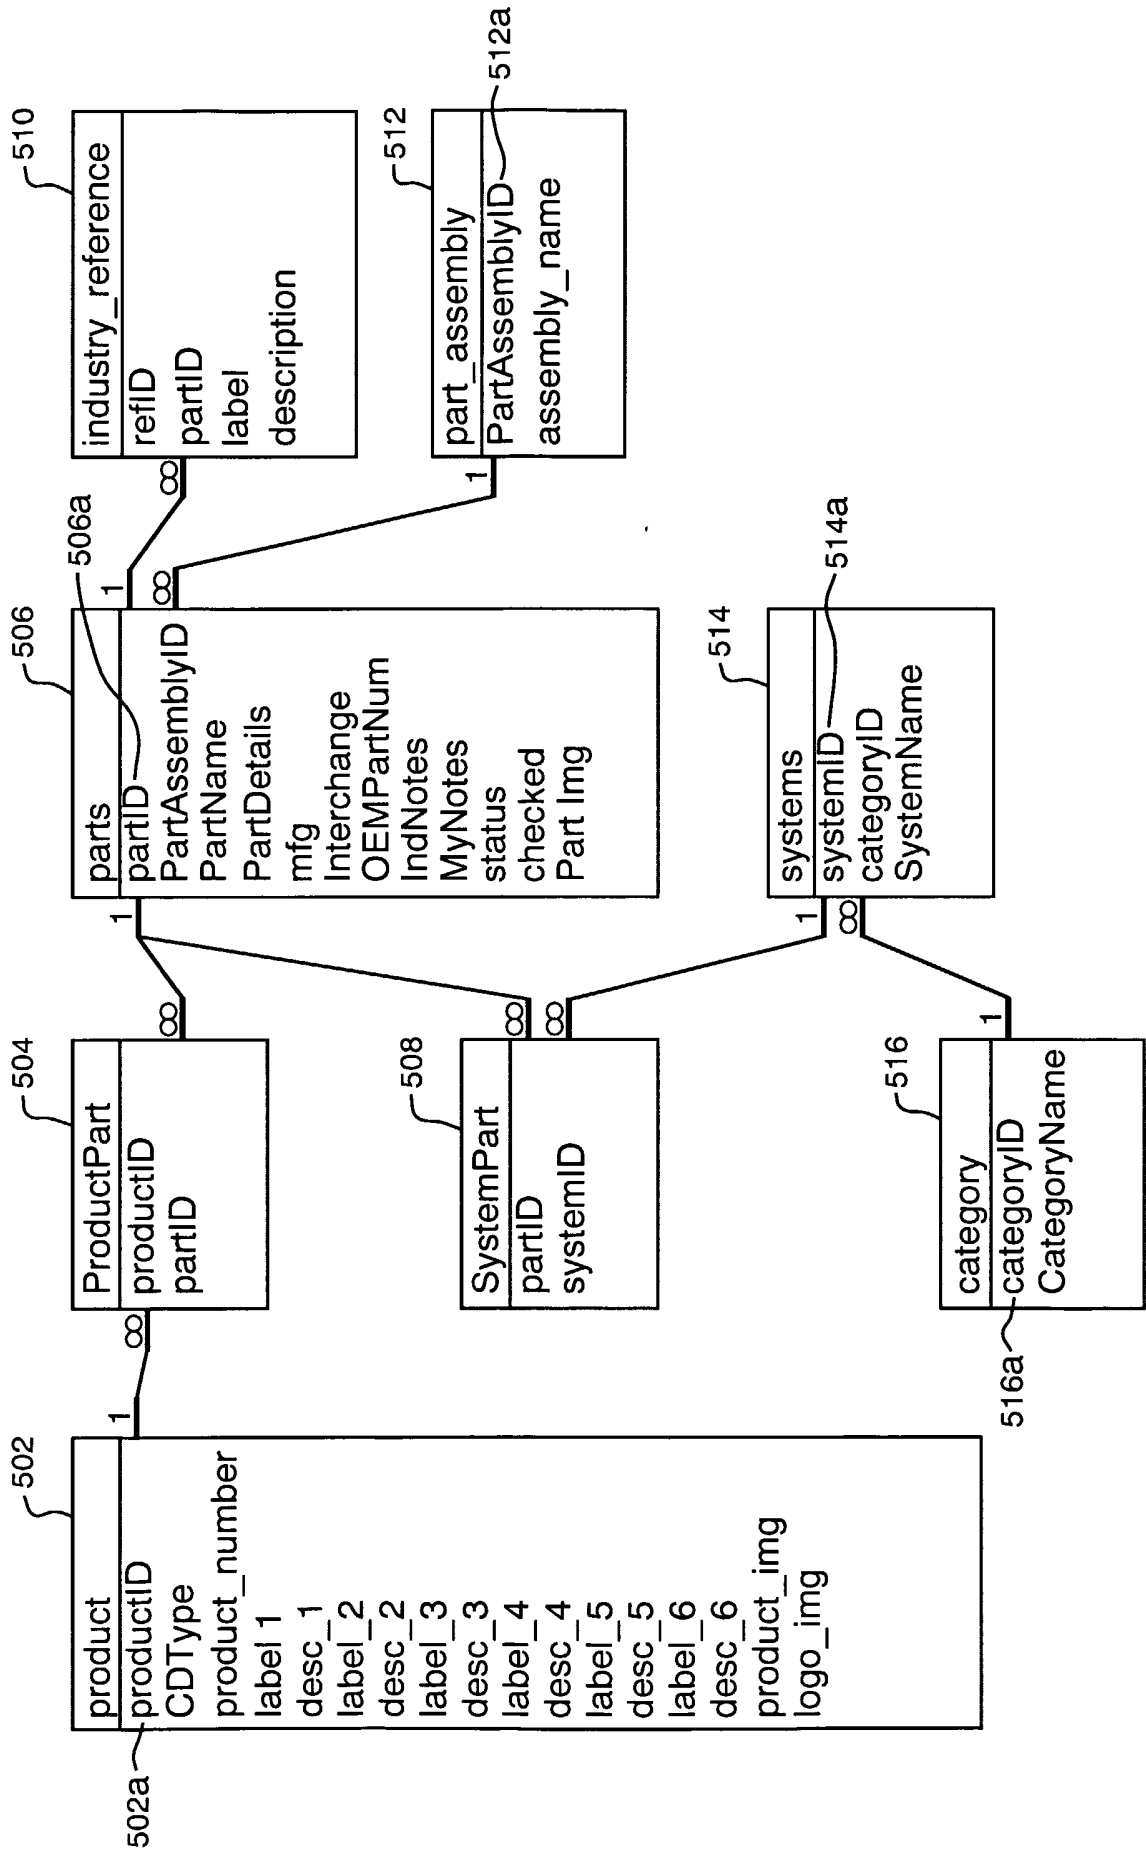 502
product
502a
productID
CDType
product_number
label 1
desc_1
label_2
desc_2
label_3
desc_3
label_4
desc_4
label_5
desc_5
label_6
desc_6
product_img
logo_img
1
∞
504
ProductPart
productID
partID
∞
1
506
parts
506a
partID
PartAssemblyID
PartName
PartDetails
mfg
Interchange
OEMPartNum
IndNotes
MyNotes
status
checked
Part Img
1
∞
∞
1
510
industry_reference
refID
partID
label
description
512
part_assembly
512a
PartAssemblyID
assembly_name
508
SystemPart
partID
systemID
∞
∞
1
∞
514
systems
514a
systemID
categoryID
SystemName
516
category
516a
categoryID
CategoryName
1